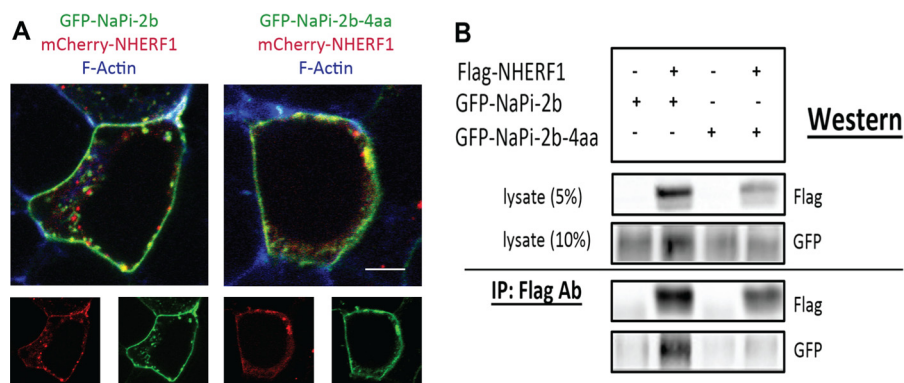 A
GFP-NaPi-2b
mCherry-NHERF1
F-Actin
GFP-NaPi-2b-4aa
mCherry-NHERF1
F-Actin
B
Flag-NHERF1 - + - +
GFP-NaPi-2b + + - -
GFP-NaPi-2b-4aa - - + +
Western
lysate (5%) Flag
lysate (10%) GFP
IP: Flag Ab
Flag
GFP